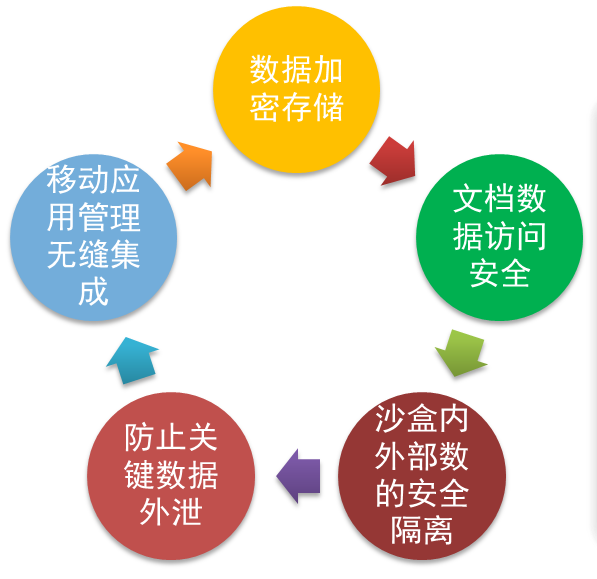 数据加
密存储
文档数
据访问
安全
沙盒内
外部数
的安全
隔离
防止关
键数据
外泄
移动应
用管理
无缝集
成